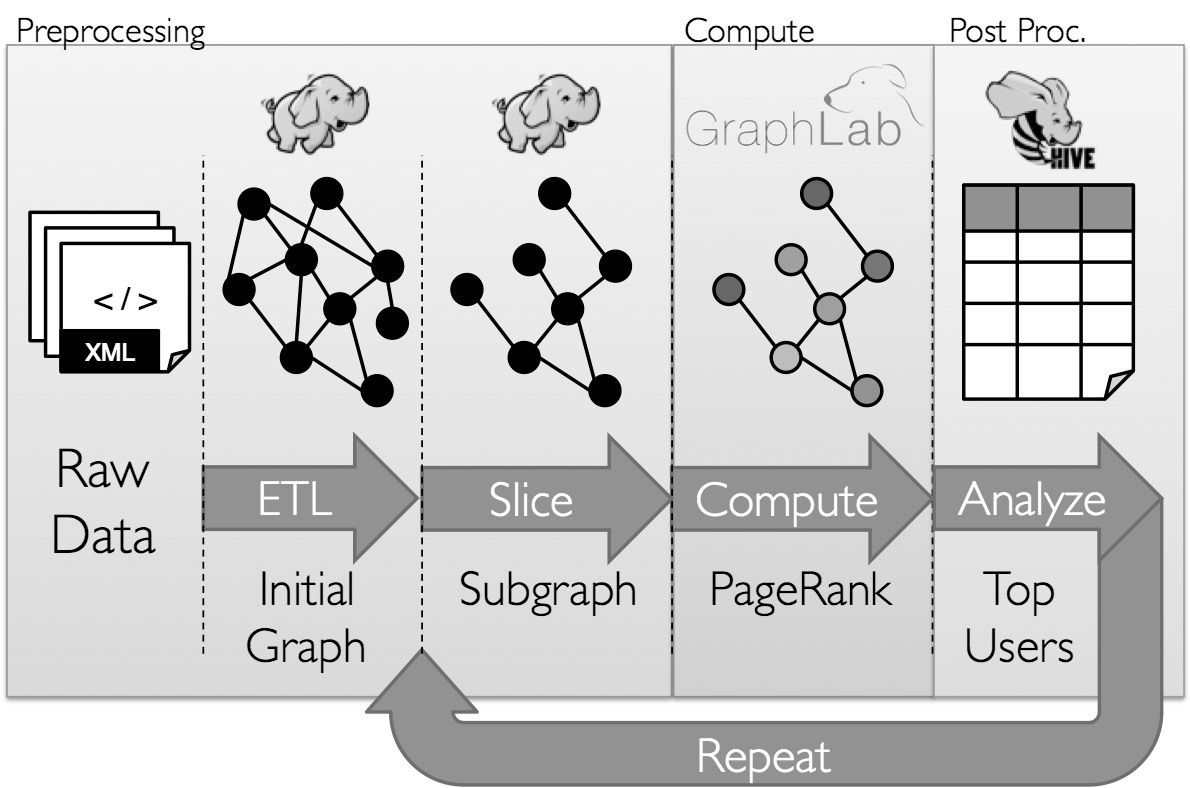 Preprocessing
Compute
Post Proc.
GraphLab
HIVE
</>
XML
Raw
Data
ETL
Slice
Compute
Analyze
Initial
Graph
Subgraph
PageRank
Top
Users
Repeat